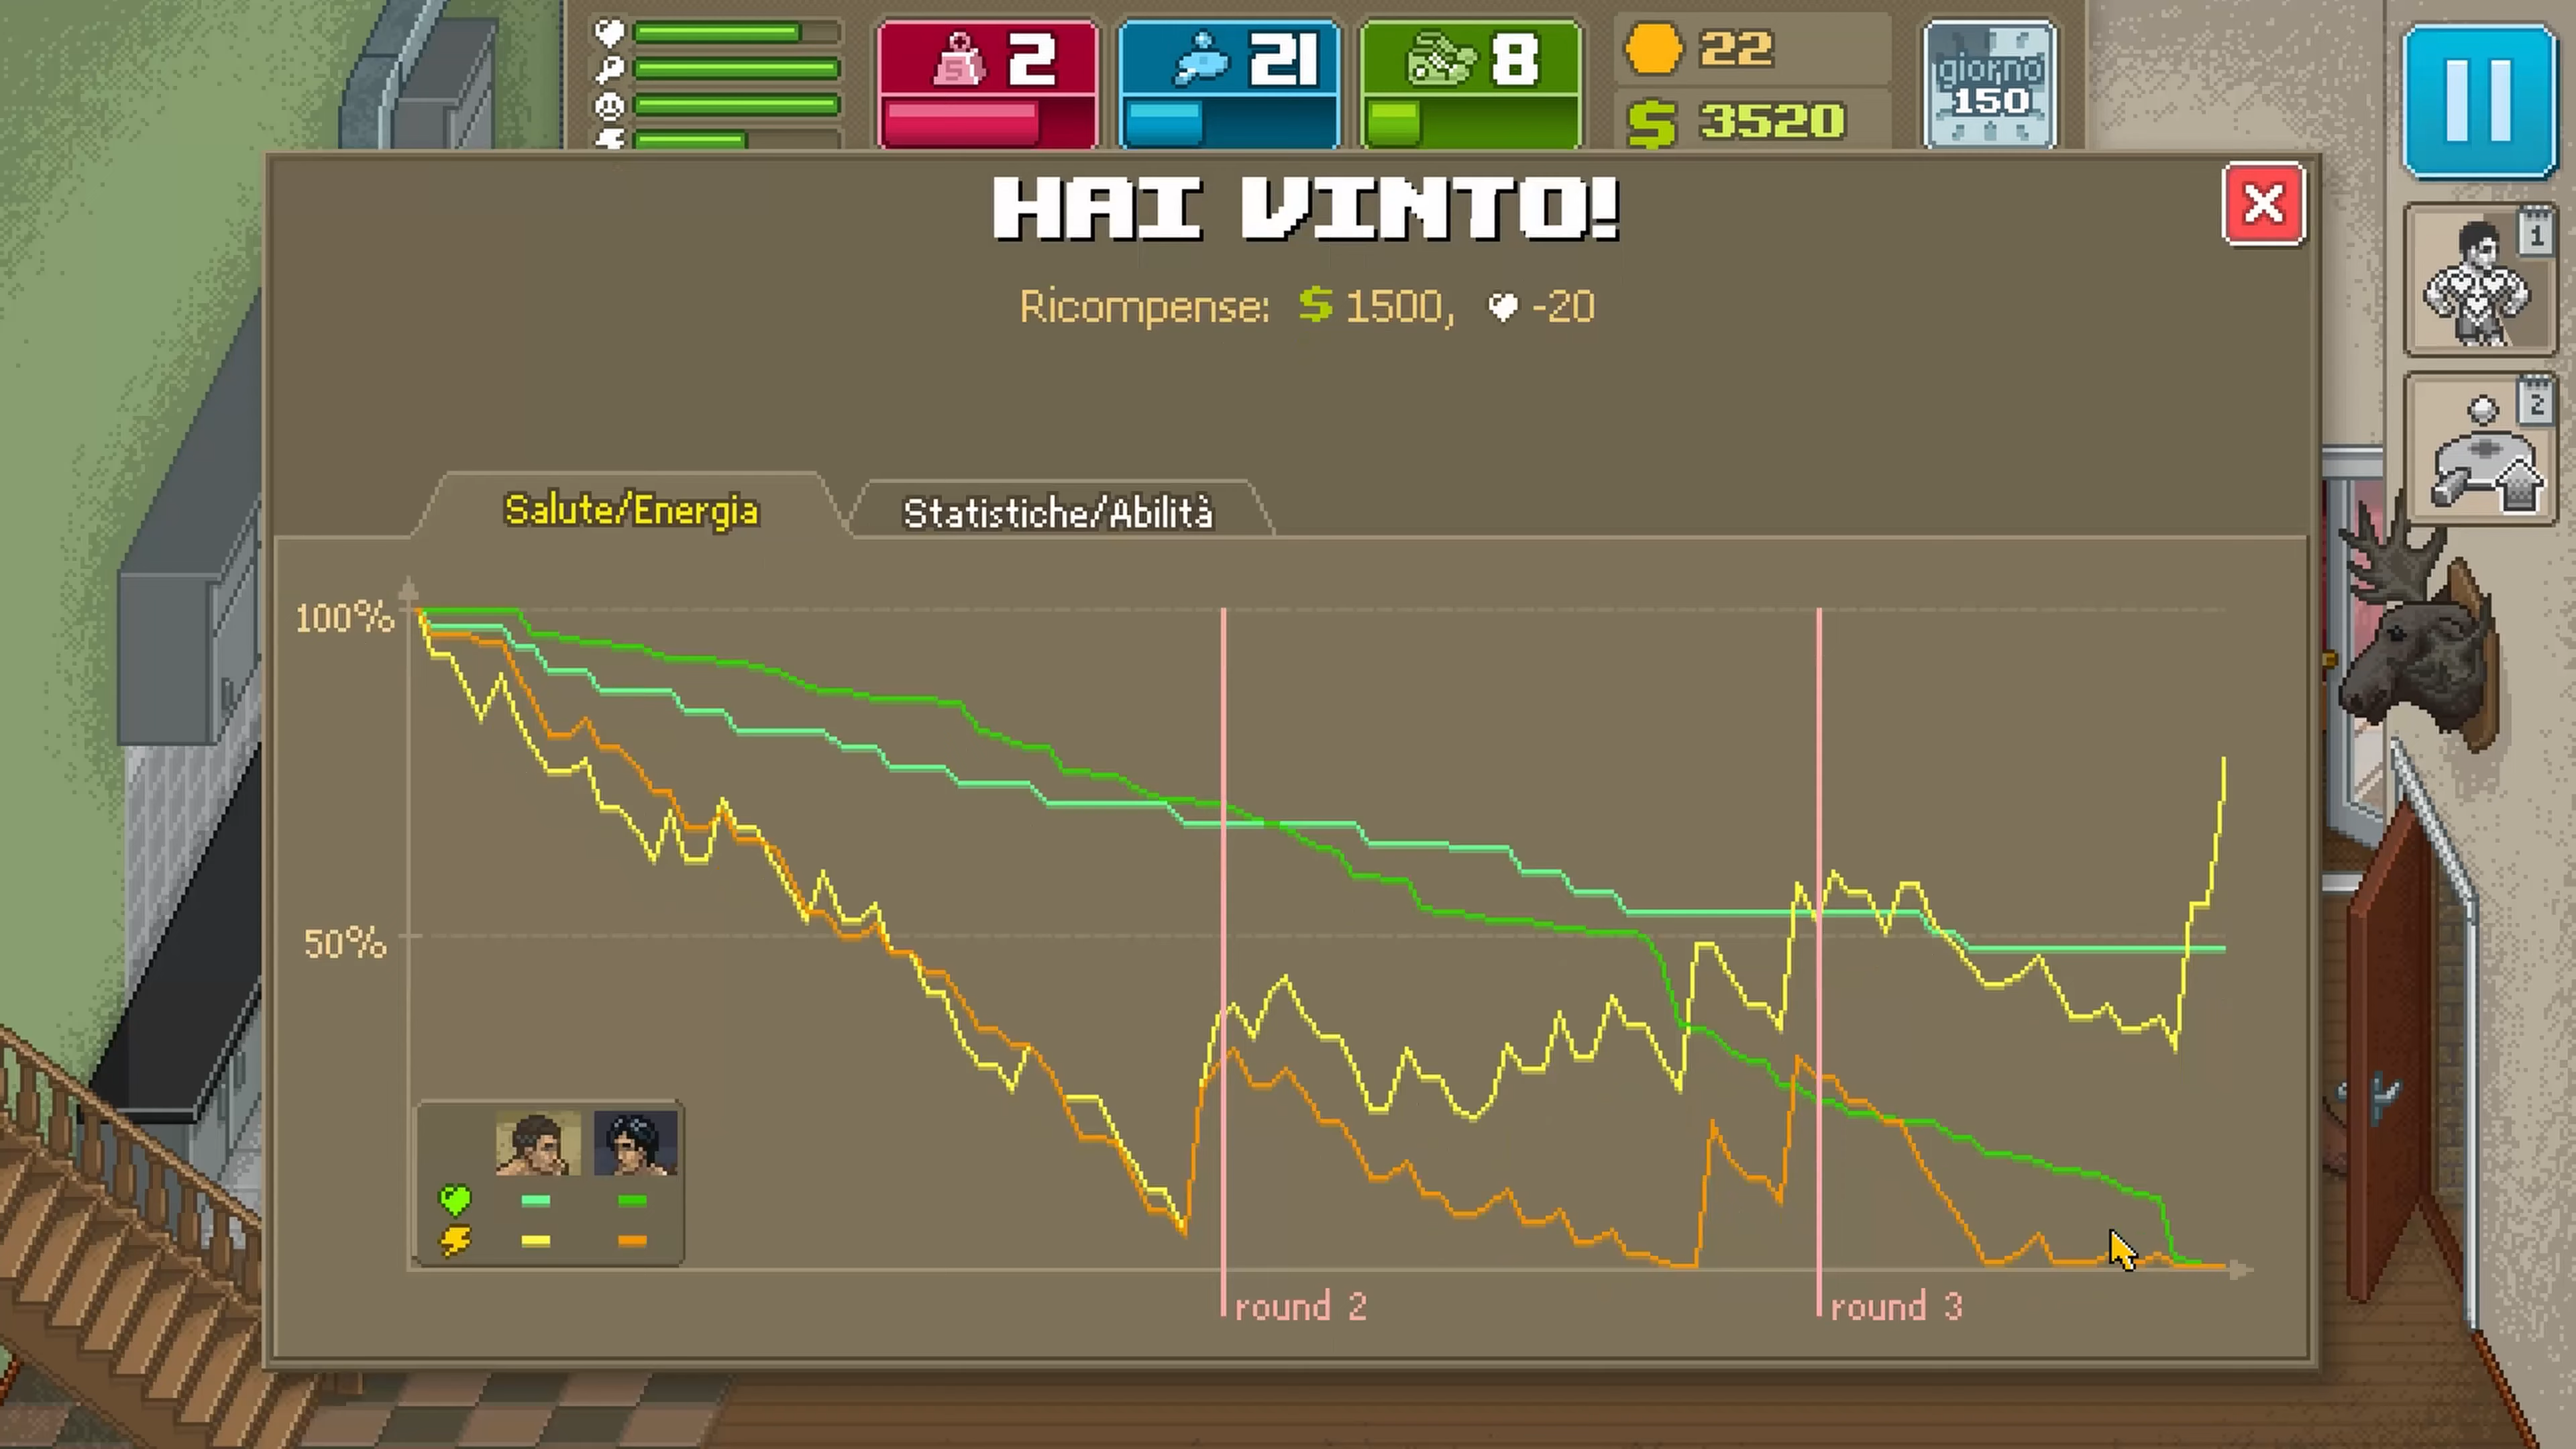 2
21
8
22
3520
giorno
150
1
2
HAI VINTO!
Ricompense: $ 1500, -20
Salute/Energia
Statistiche/Abilità
100%
50%
round 2
round 3